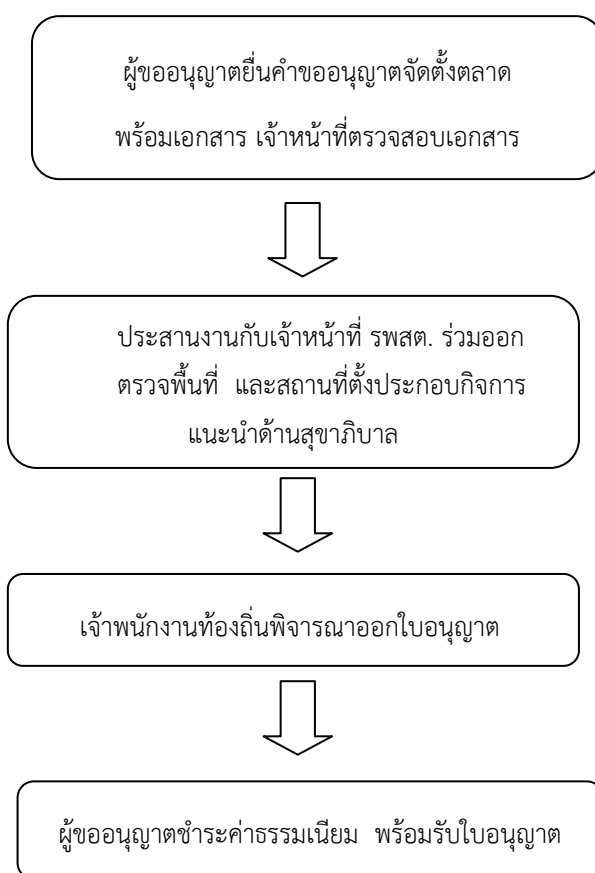 ผู้ขออนุญาตยื่นคำขออนุญาตจัดตั้งตลาด
พร้อมเอกสาร เจ้าหน้าที่ตรวจสอบเอกสาร
ประสานงานกับเจ้าหน้าที่ รพสต. ร่วมออก
ตรวจพื้นที่ และสถานที่ตั้งประกอบกิจการ
แนะนำด้านสุขาภิบาล
เจ้าพนักงานท้องถิ่นพิจารณาออกใบอนุญาต
ผู้ขออนุญาตชำระค่าธรรมเนียม พร้อมรับใบอนุญาต